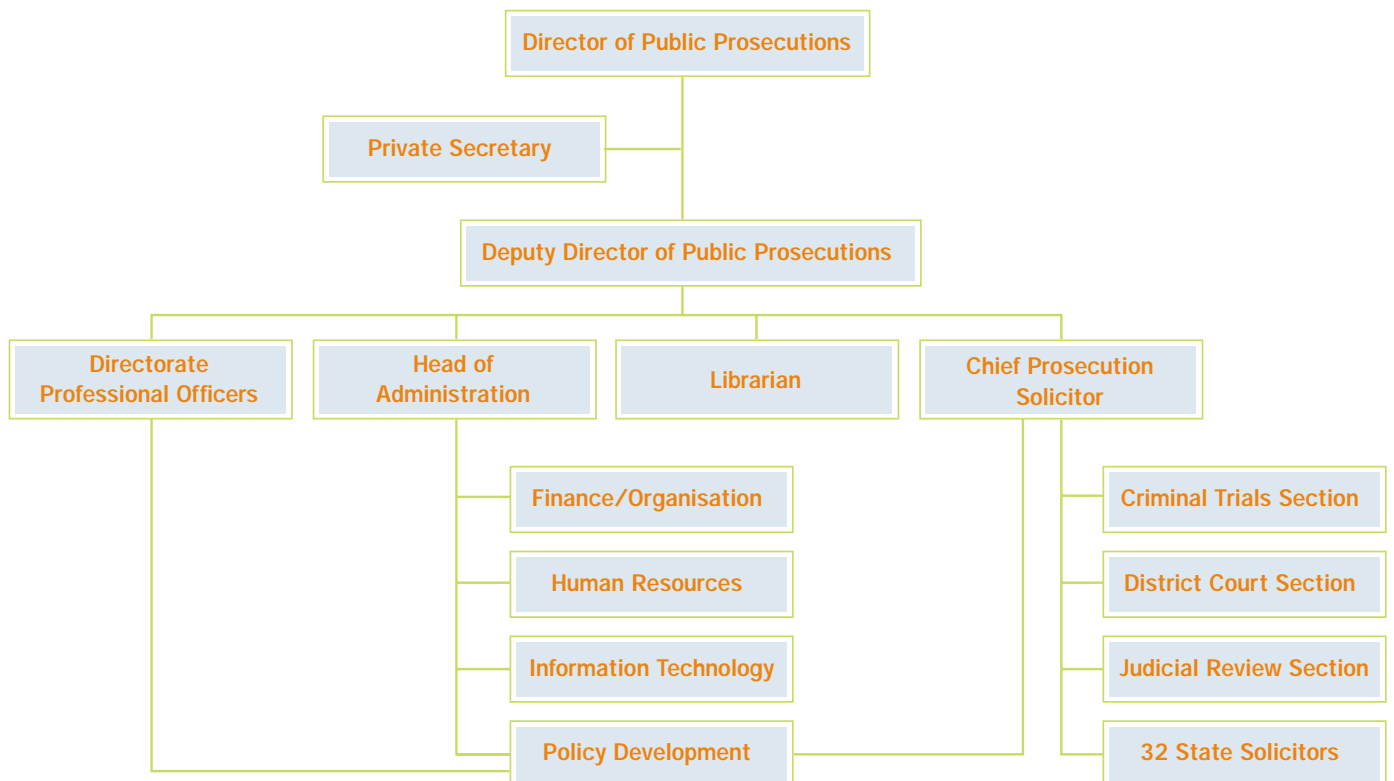 Director of Public Prosecutions
Private Secretary
Deputy Director of Public Prosecutions
Directorate
Professional Officers
Head of
Administration
Librarian
Chief Prosecution
Solicitor
Finance/Organisation
Human Resources
Information Technology
Policy Development
Criminal Trials Section
District Court Section
Judicial Review Section
32 State Solicitors